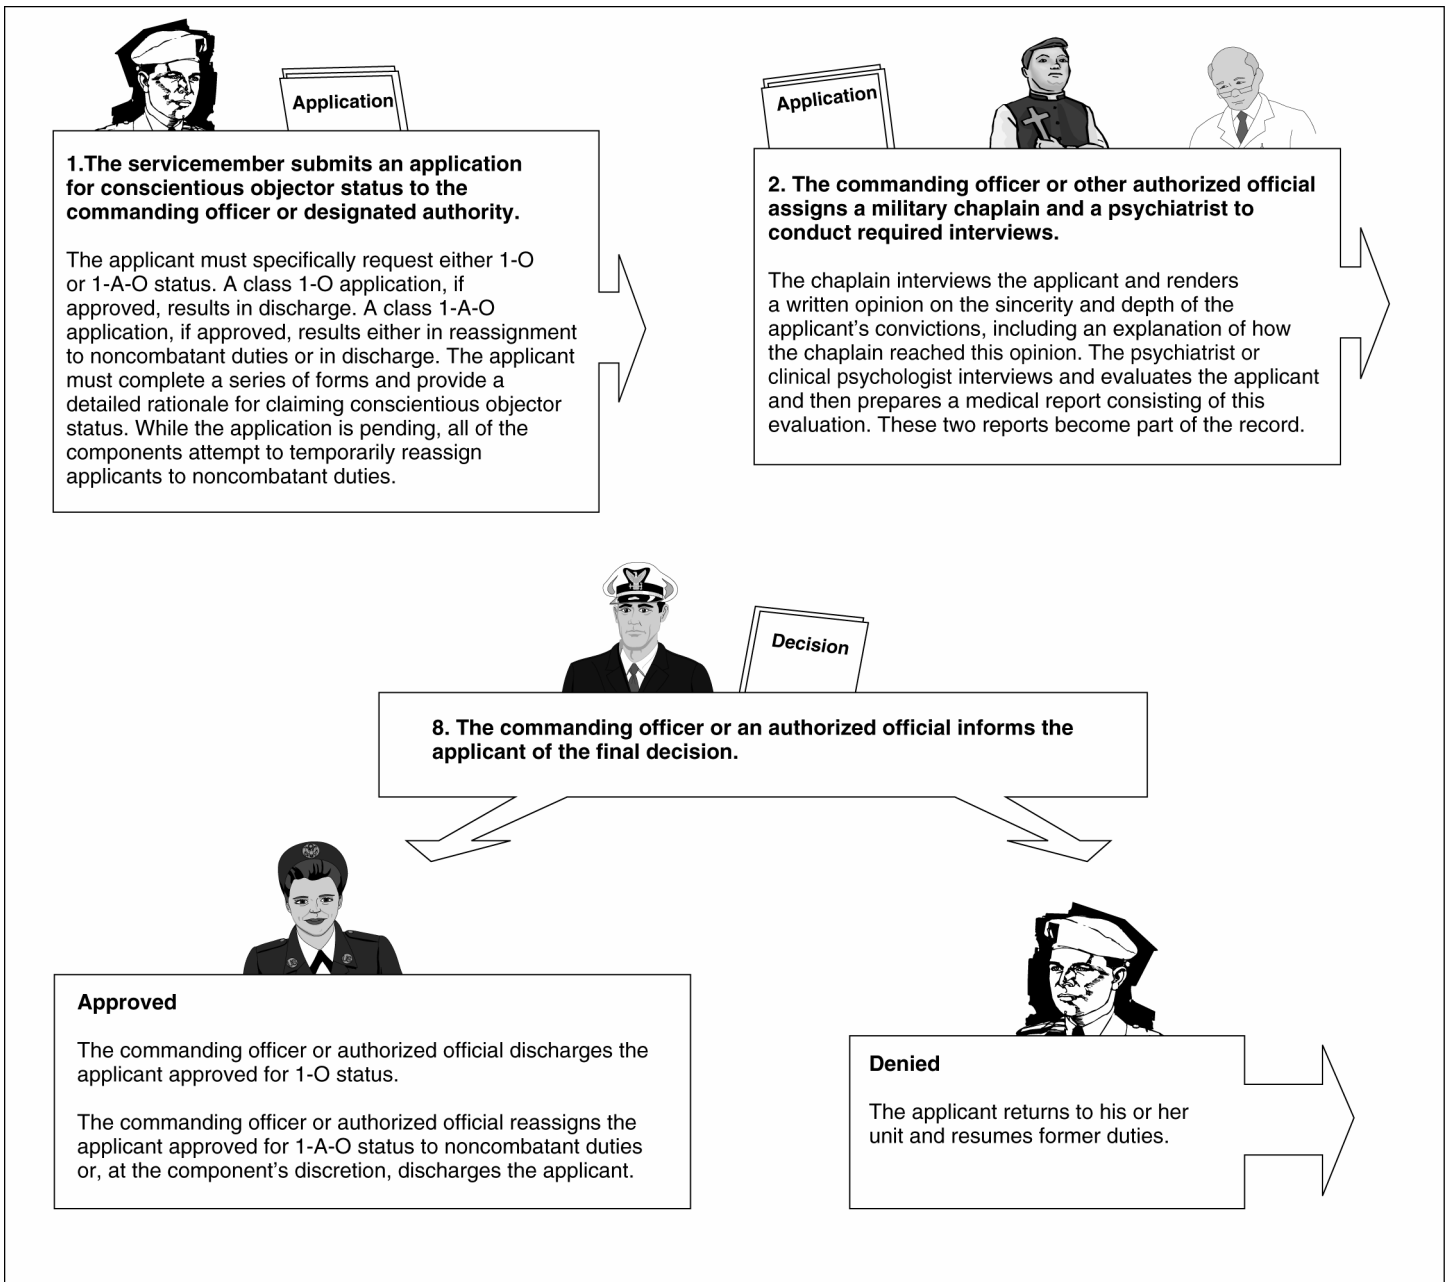 Application
1.The servicemember submits an application
for conscientious objector status to the
commanding officer or designated authority.
The applicant must specifically request either 1-O
or 1-A-O status. A class 1-O application, if
approved, results in discharge. A class 1-A-O
application, if approved, results either in reassignment
to noncombatant duties or in discharge. The applicant
must complete a series of forms and provide a
detailed rationale for claiming conscientious objector
status. While the application is pending, all of the
components attempt to temporarily reassign
applicants to noncombatant duties.
Application
2. The commanding officer or other authorized official
assigns a military chaplain and a psychiatrist to
conduct required interviews.
The chaplain interviews the applicant and renders
a written opinion on the sincerity and depth of the
applicant’s convictions, including an explanation of how
the chaplain reached this opinion. The psychiatrist or
clinical psychologist interviews and evaluates the applicant
and then prepares a medical report consisting of this
evaluation. These two reports become part of the record.
Decision
8. The commanding officer or an authorized official informs the
applicant of the final decision.
Approved
The commanding officer or authorized official discharges the
applicant approved for 1-O status.
The commanding officer or authorized official reassigns the
applicant approved for 1-A-O status to noncombatant duties
or, at the component’s discretion, discharges the applicant.
Denied
The applicant returns to his or her
unit and resumes former duties.